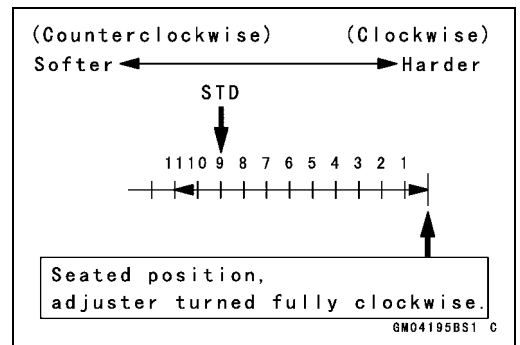 (Counterclockwise) (Clockwise)
Softer Harder
STD
11 10 9 8 7 6 5 4 3 2 1
Seated position,
adjuster turned fully clockwise.
GM04195BS1 C